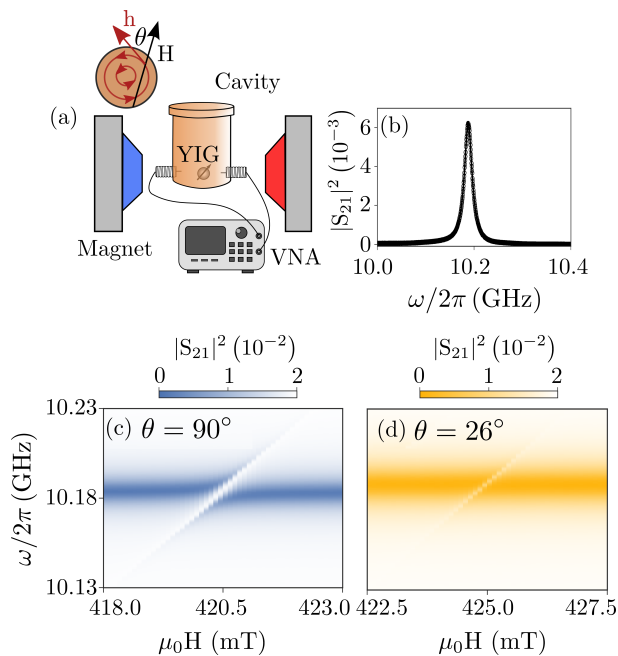 h
θ
H
(a)
Cavity
YIG
Magnet
VNA
(b)
|S₂₁|² (10⁻³)
6
4
2
0
10.0 10.2 10.4
ω/2π (GHz)
|S₂₁|² (10⁻²)
0 1 2
|S₂₁|² (10⁻²)
0 1 2
(c) θ = 90°
ω/2π (GHz)
10.23
10.18
10.13
418.0 420.5 423.0
μ₀H (mT)
(d) θ = 26°
422.5 425.0 427.5
μ₀H (mT)